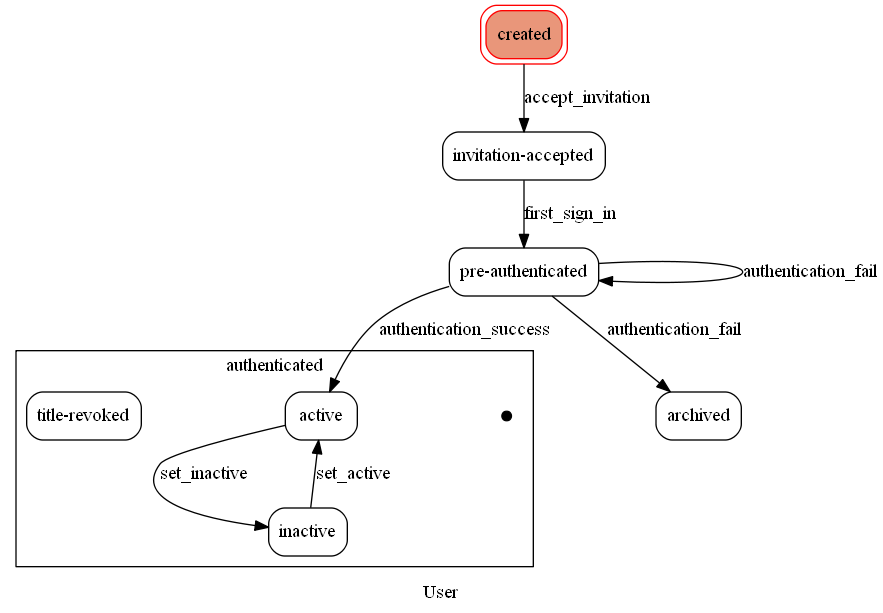 created
accept_invitation
invitation-accepted
first_sign_in
pre-authenticated
authentication_fail
authentication_success
authentication_fail
authenticated
title-revoked
active
archived
set_inactive
set_active
inactive
User